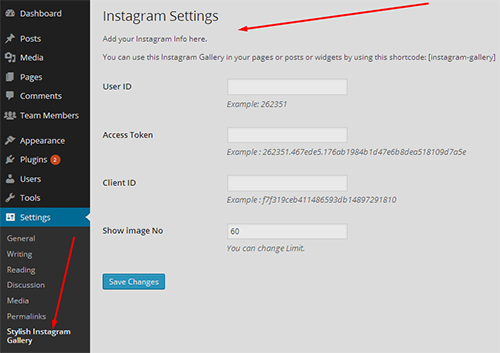 Dashboard
Posts
Media
Pages
Comments
Team Members
Appearance
Plugins 2
Users
Tools
Settings
General
Writing
Reading
Discussion
Media
Permalinks
Stylish Instagram
Gallery
Instagram Settings
Add your Instagram Info here.
You can use this Instagram Gallery in your pages or posts or widgets by using this shortcode: [instagram-gallery]
User ID
Example: 262351
Access Token
Example : 262351.467ede5.176ab1984b1d47e6b8dea518109d7a5e
Client ID
Example : f7f319ceb411486593db14897291810
Show image No
60
You can change Limit.
Save Changes